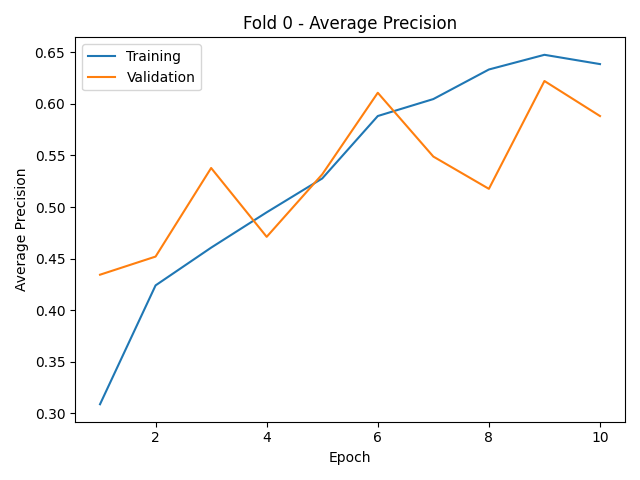 Fold 0 - Average Precision
Training
Validation
Average Precision
0.65
0.60
0.55
0.50
0.45
0.40
0.35
0.30
2 4 6 8 10
Epoch